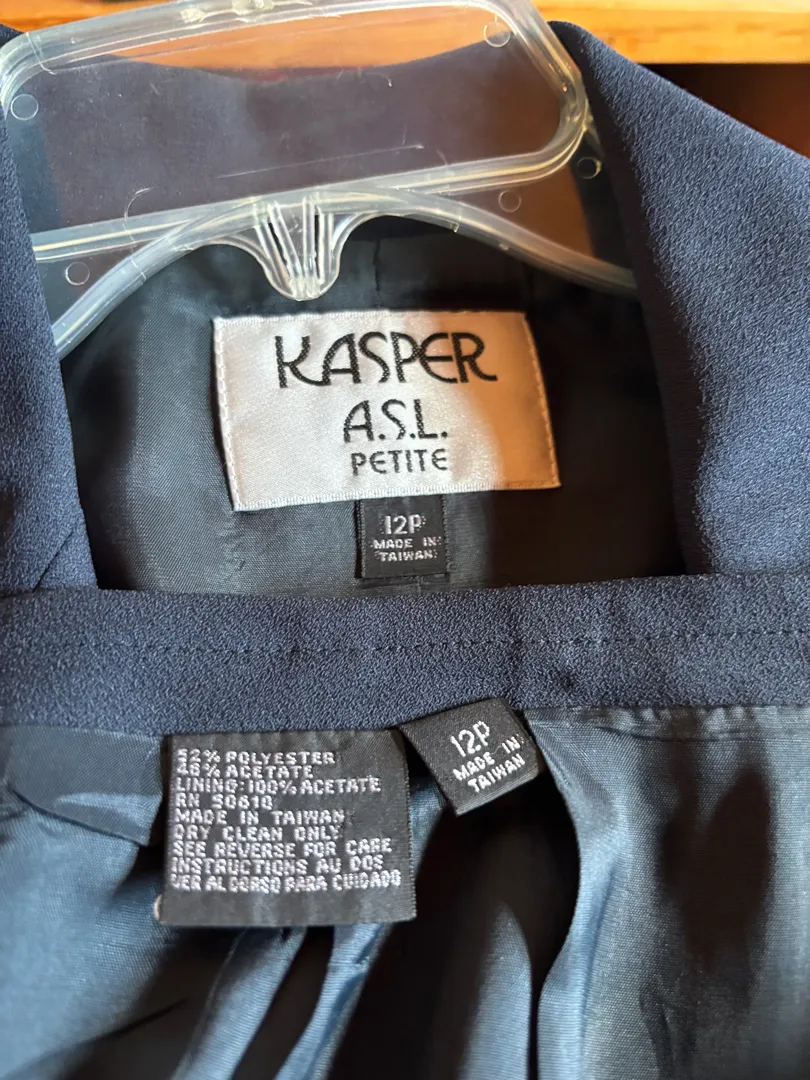 KASPER
A.S.L.
PETITE
12P
MADE IN
TAIWAN
12P
MADE IN
TAIWAN
52% POLYESTER
48% ACETATE
LINING: 100% ACETATE
RN 50610
MADE IN TAIWAN
DRY CLEAN ONLY
SEE REVERSE FOR CARE
INSTRUCTIONS AU DOS
VER AL DORSO PARA CUIDADO